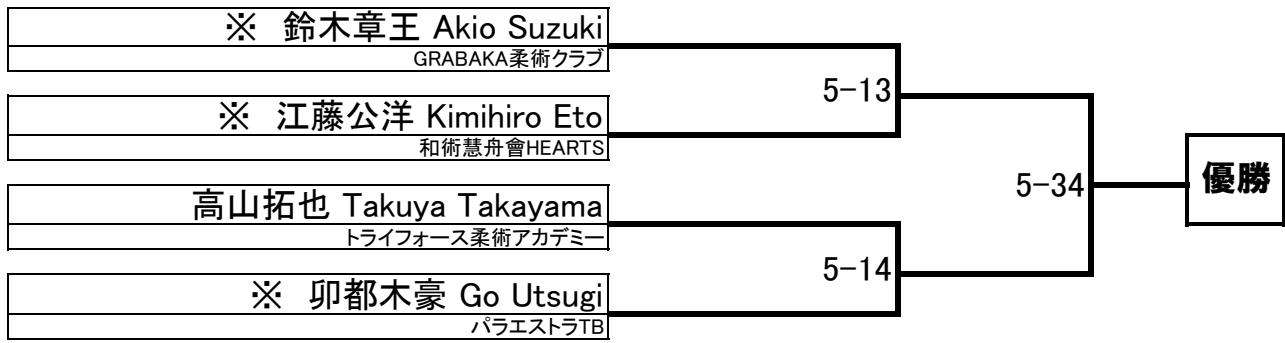 ※ 鈴木章王 Akio Suzuki
GRABAKA柔術クラブ
5-13
※ 江藤公洋 Kimihiro Eto
和術慧舟會HEARTS
5-34
優勝
高山拓也 Takuya Takayama
トライフォース柔術アカデミー
5-14
※ 卯都木豪 Go Utsugi
パラエストラTB